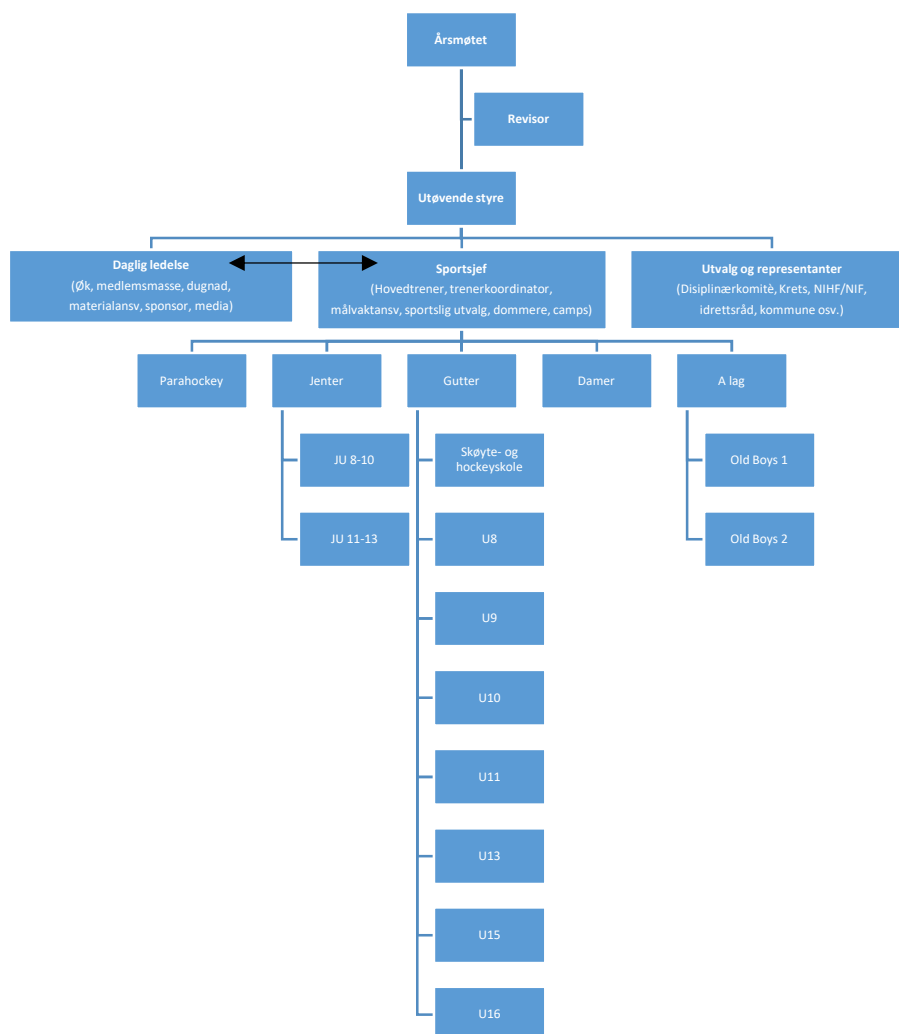 Årsmøtet
Revisor
Utøvende styre
Daglig ledelse
(Øk, medlemsmasse, dugnad,
materialansv, sponsor, media)
Sportsjef
(Hovedtrener, trenerkoordinator,
målvaktansv, sportslig utvalg, dommere, camps)
Utvalg og representanter
(Disiplinærkomitè, Krets, NIHF/NIF,
idrettsråd, kommune osv.)
Parahockey
Jenter
Gutter
Damer
A lag
JU 8-10
JU 11-13
Skøyte- og
hockeyskole
U8
U9
U10
U11
U13
U15
U16
Old Boys 1
Old Boys 2